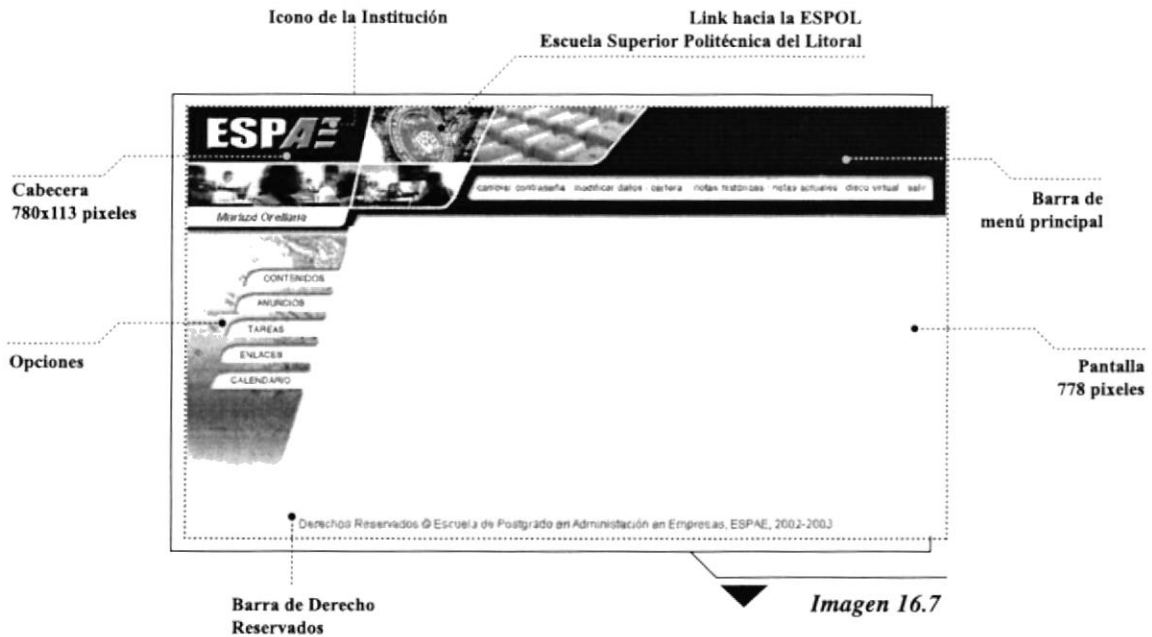 Icono de la Institución
Link hacia la ESPOL
Escuela Superior Politécnica del Litoral
ESPAE
Cabecera
780x113 pixeles
cambiar contraseña modificar datos cartera notas históricas notas actuales disco virtual salir
Barra de
menú principal
Orellana
CONTENIDOS
ANUNCIOS
TAREAS
ENLACES
CALENDARIO
Opciones
Pantalla
778 pixeles
Derechos Reservados @ Escuela de Postgrado en Administación en Empresas, ESPAE, 2002-2003
Barra de Derecho
Reservados
Imagen 16.7